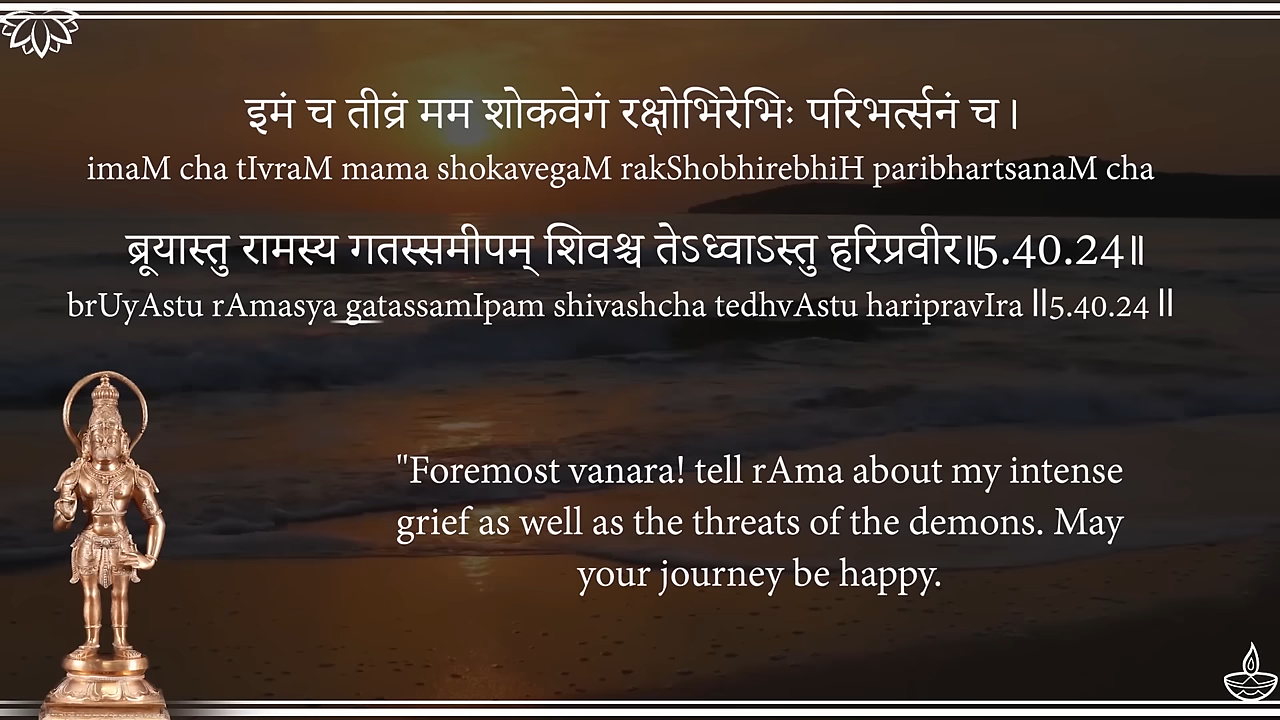 इमं च तीव्रं मम शोकवेगं रक्षोभिरेभिः परिभर्त्सनं च ।
imaM cha tIvraM mama shokavegaM rakShobhirebhiH paribhartsanaM cha
ब्रूयास्तु रामस्य गतस्समीपम् शिवश्च तेऽध्वाऽस्तु हरिप्रवीर॥5.40.24॥
brUyAstu rAmasya gatassamIpam shivashcha tedhvAstu haripravIra ॥5.40.24 ॥
"Foremost vanara! tell rAma about my intense
grief as well as the threats of the demons. May
your journey be happy.